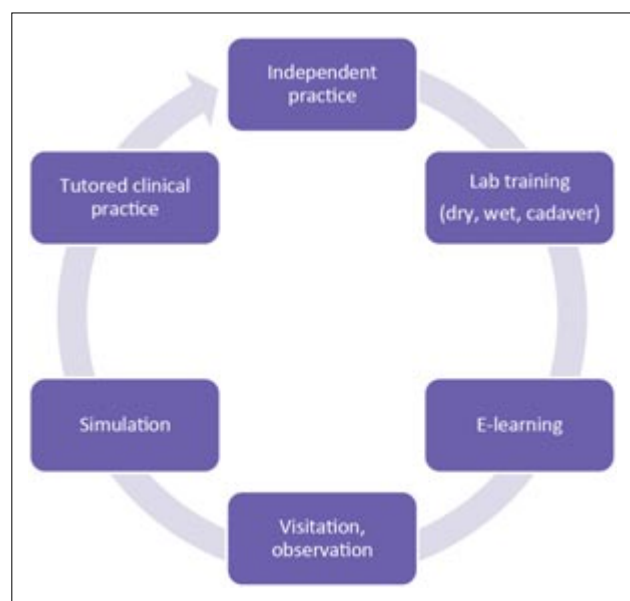 Independent
practice
Lab training
(dry, wet, cadaver)
E-learning
Visitation,
observation
Simulation
Tutored clinical
practice